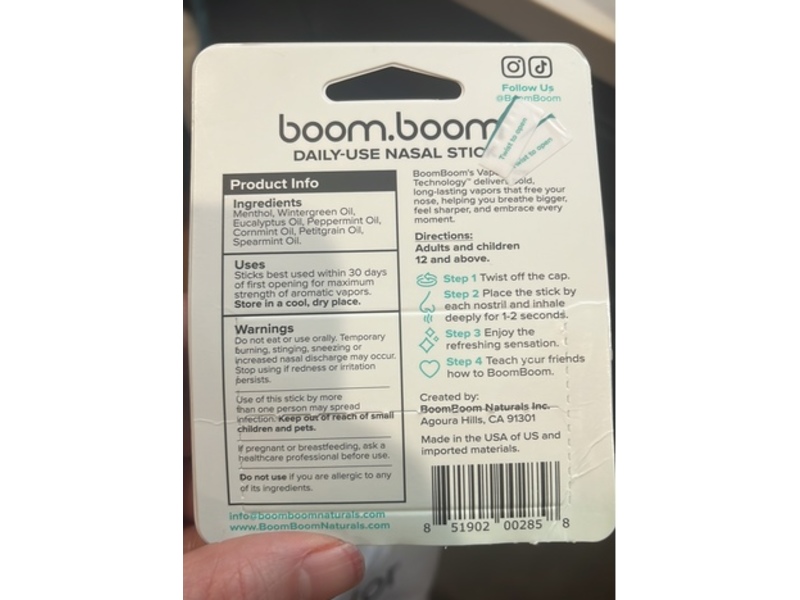 Follow Us
@BoomBoom
boom.boom
DAILY-USE NASAL
Twist to open
Twist to open
Product Info
Ingredients
Menthol, Wintergreen Oil,
Eucalyptus Oil, Peppermint Oil,
Cornmint Oil, Petitgrain Oil,
Spearmint Oil.
Uses
Sticks best used within 30 days
of first opening for maximum
strength of aromatic vapors.
Store in a cool, dry place.
Warnings
Do not eat or use orally. Temporary
burning, stinging, sneezing or
increased nasal discharge may occur.
Stop using if redness or irritation
persists.
Use of this stick by more
than one person may spread
infection. Keep out of reach of small
children and pets.
If pregnant or breastfeeding, ask a
healthcare professional before use.
Do not use if you are allergic to any
of its ingredients.
info@boomboomnaturals.com
www.BoomBoomNaturals.com
BoomBoom's
Technology™
long-lasting vapors that free your
nose, helping you breathe bigger,
feel sharper, and embrace every
moment.
Directions:
Adults and children
12 and above.
Step 1 Twist off the cap.
Step 2 Place the stick by
each nostril and inhale
deeply for 1-2 seconds.
Step 3 Enjoy the
refreshing sensation.
Step 4 Teach your friends
how to BoomBoom.
Created by:
BoomBoom Naturals Inc.
Agoura Hills, CA 91301
Made in the USA of US and
imported materials.
8 51902 00285 8